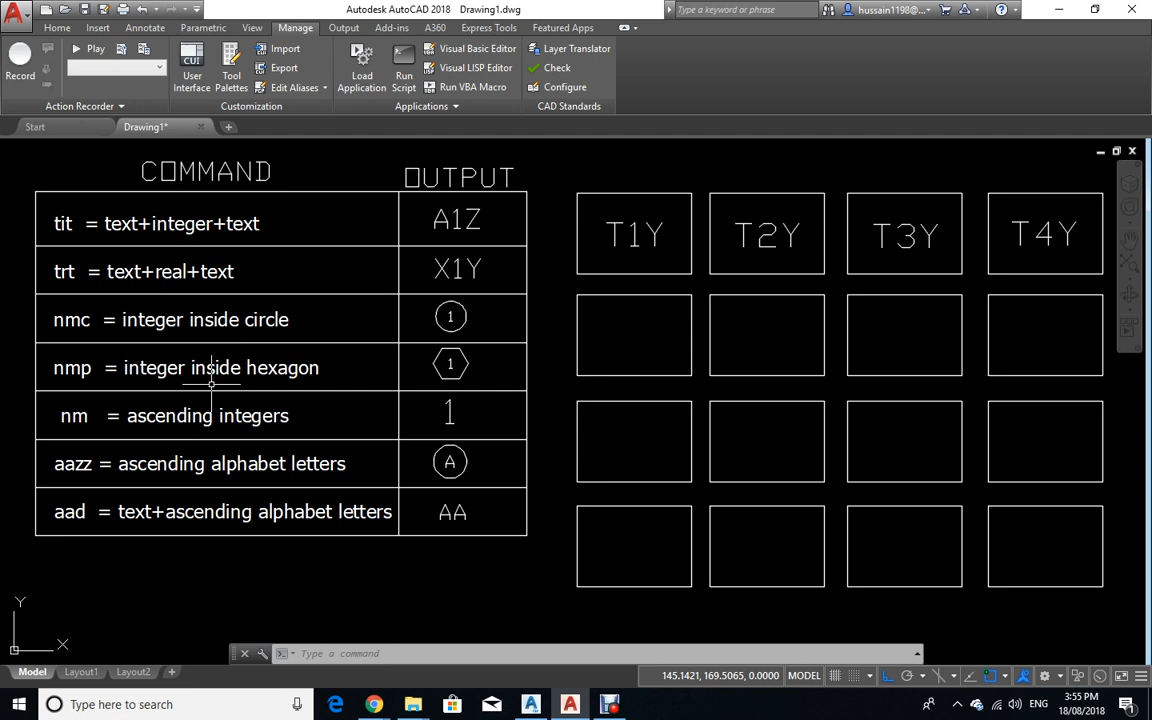 Autodesk AutoCAD 2018 Drawing1.dwg
Type a keyword or phrase
hussain1198@...
Home Insert Annotate Parametric View Manage Output Add-ins A360 Express Tools Featured Apps
Record
Play
Action Recorder
CUI
User Interface
Tool Palettes
Import
Export
Edit Aliases
Customization
Load Application
Run Script
Visual Basic Editor
Visual LISP Editor
Run VBA Macro
Applications
Layer Translator
Check
Configure
CAD Standards
Start
Drawing1*
COMMAND OUTPUT
tit = text+integer+text A1Z
trt = text+real+text X1Y
nmc = integer inside circle 1
nmp = integer inside hexagon 1
nm = ascending integers 1
aazz = ascending alphabet letters A
aad = text+ascending alphabet letters AA
T1Y T2Y T3Y T4Y
Y
X
Type a command
Model Layout1 Layout2
145.1421, 169.5065, 0.0000 MODEL
Type here to search
ENG
3:55 PM
18/08/2018
1